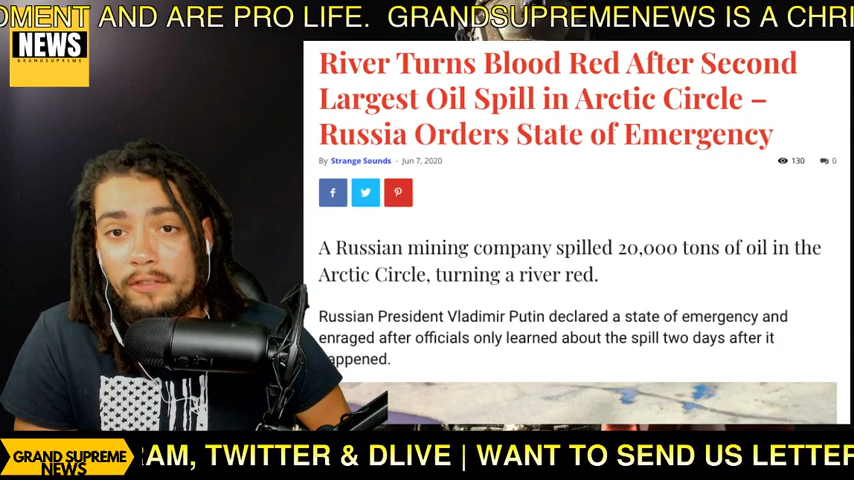 OMENT AND ARE PRO LIFE.  GRANDSUPREMENEWS IS A CHRI
NEWS
GRANDSUPREME
River Turns Blood Red After Second
Largest Oil Spill in Arctic Circle –
Russia Orders State of Emergency
By Strange Sounds - Jun 7, 2020
130
0
A Russian mining company spilled 20,000 tons of oil in the
Arctic Circle, turning a river red.
Russian President Vladimir Putin declared a state of emergency and
enraged after officials only learned about the spill two days after it
appened.
GRAND SUPREME
NEWS
RAM, TWITTER & DLIVE | WANT TO SEND US LETTER